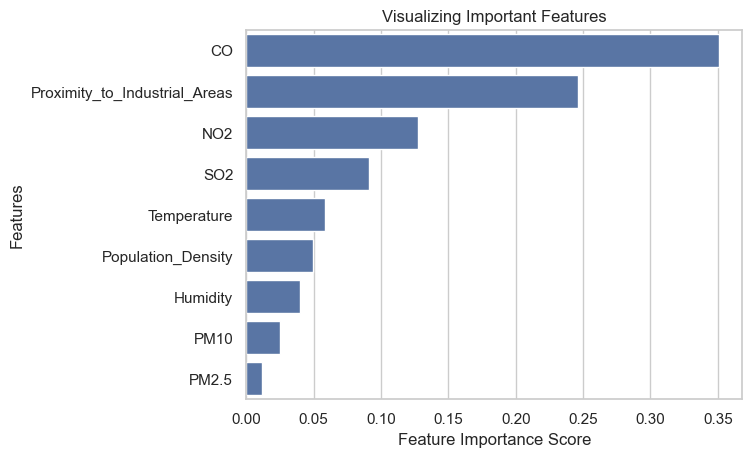 Visualizing Important Features
Features
CO
Proximity_to_Industrial_Areas
NO2
SO2
Temperature
Population_Density
Humidity
PM10
PM2.5
0.00 0.05 0.10 0.15 0.20 0.25 0.30 0.35
Feature Importance Score